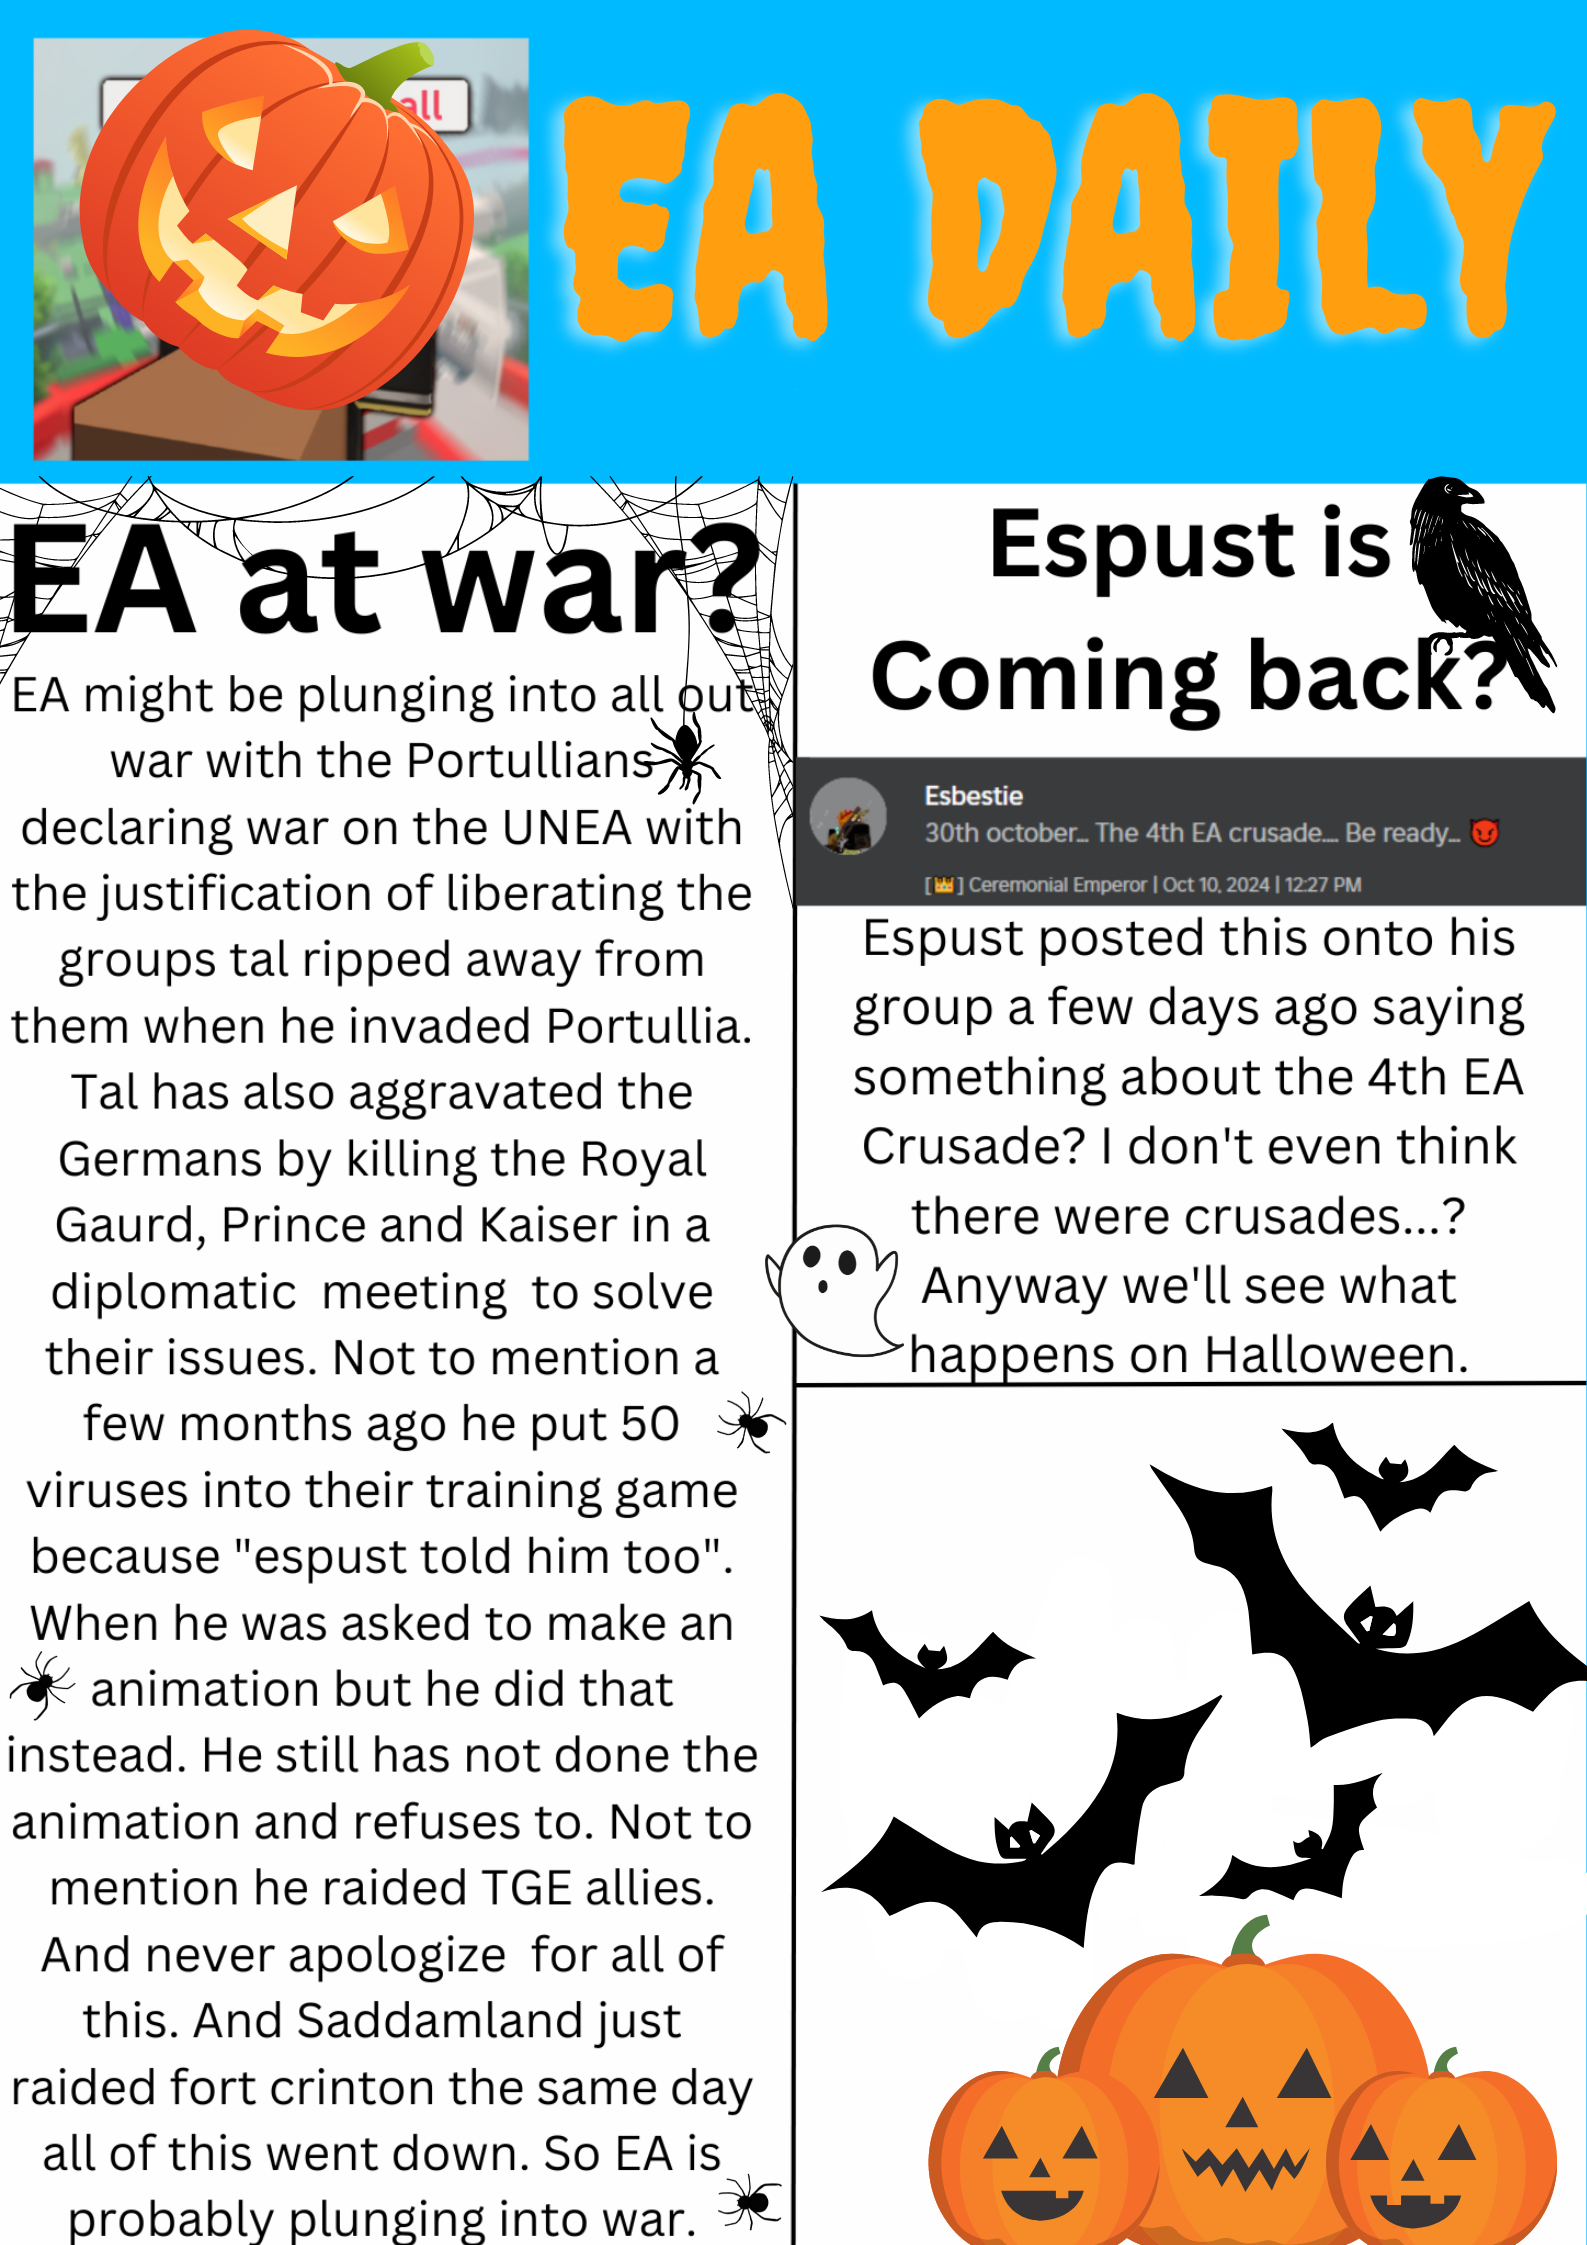 all
EA DAILY
EA at war?
EA might be plunging into all out
war with the Portullians
declaring war on the UNEA with
the justification of liberating the
groups tal ripped away from
them when he invaded Portullia.
Tal has also aggravated the
Germans by killing the Royal
Gaurd, Prince and Kaiser in a
diplomatic meeting to solve
their issues. Not to mention a
few months ago he put 50
viruses into their training game
because "espust told him too".
When he was asked to make an
animation but he did that
instead. He still has not done the
animation and refuses to. Not to
mention he raided TGE allies.
And never apologize for all of
this. And Saddamland just
raided fort crinton the same day
all of this went down. So EA is
probably plunging into war.
Espust is
Coming back?
Esbestie
30th october... The 4th EA crusade.... Be ready... 😈
[👑] Ceremonial Emperor | Oct 10, 2024 | 12:27 PM
Espust posted this onto his
group a few days ago saying
something about the 4th EA
Crusade? I don't even think
there were crusades...?
Anyway we'll see what
happens on Halloween.